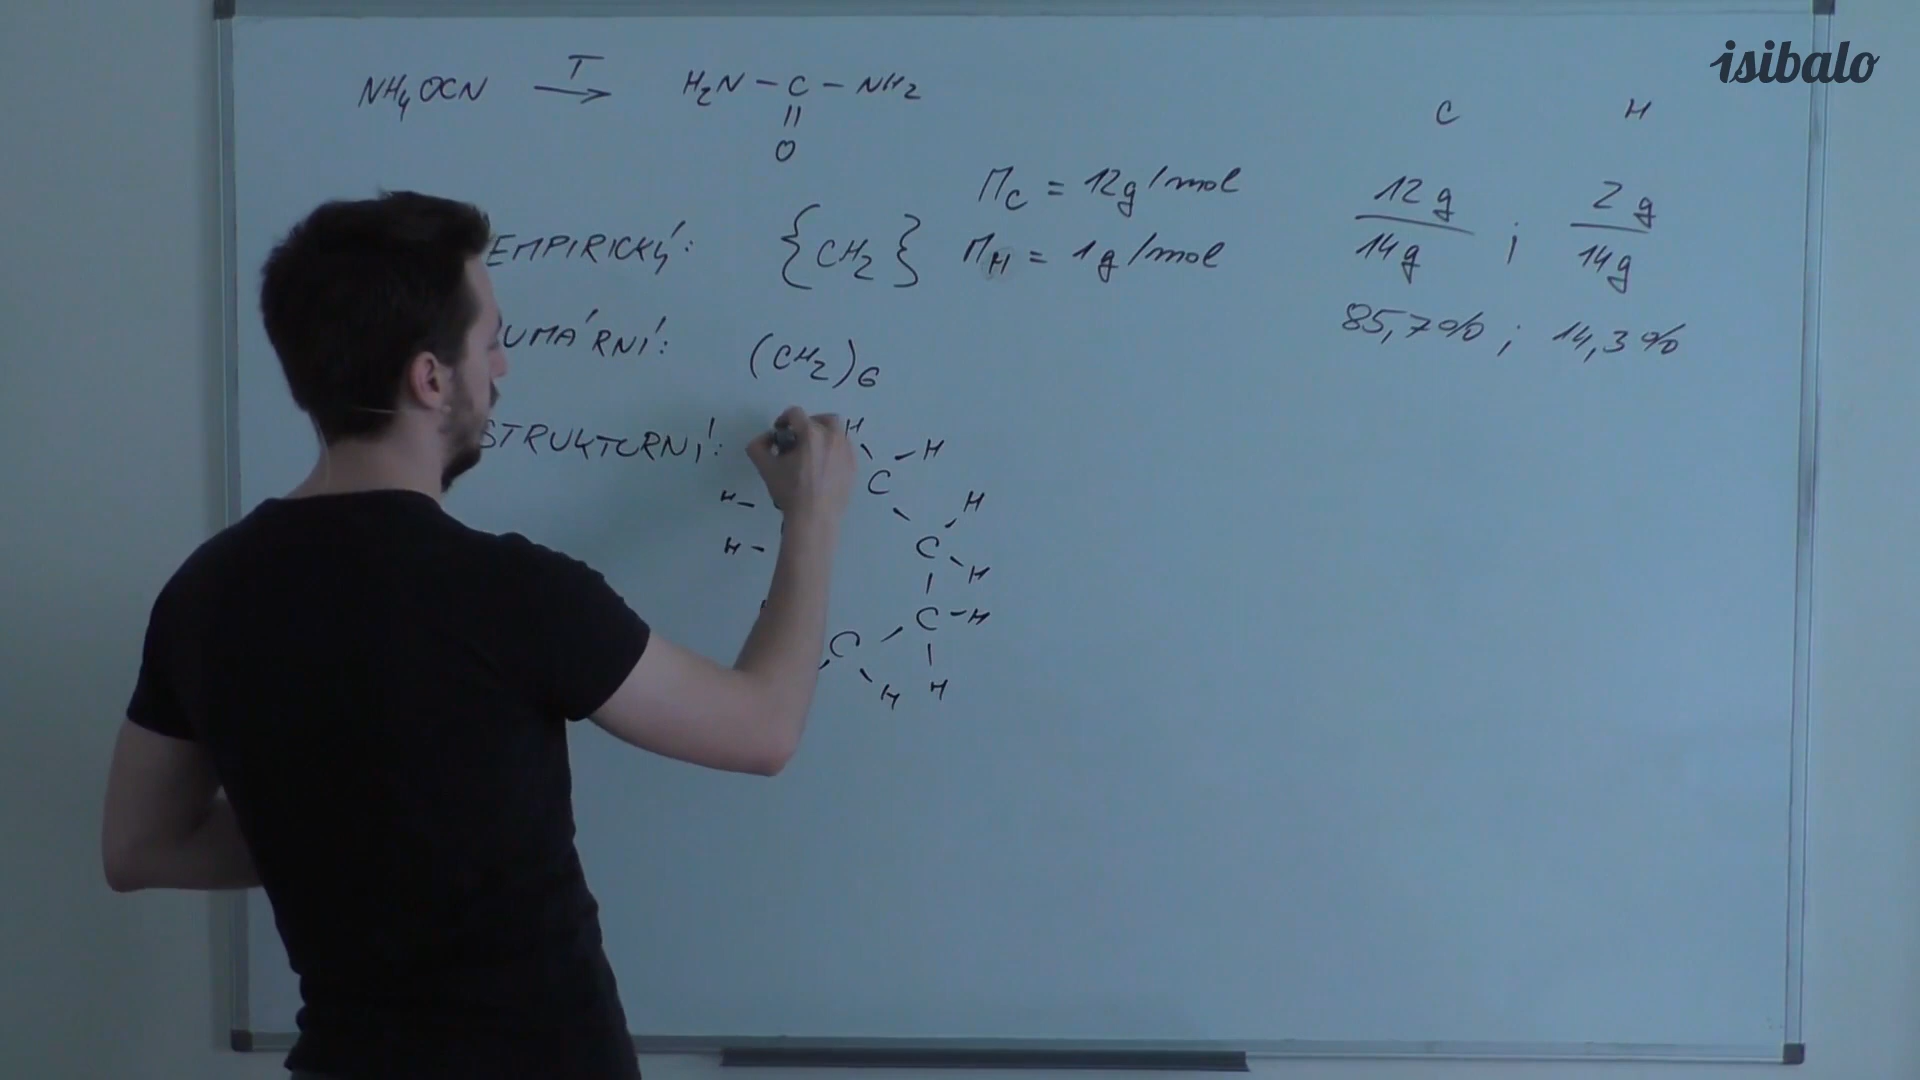 isibalo
NH4OCN T → H2N – C – NH2
||
O
C H
MC = 12g/mol
12g / 14g ; 2g / 14g
EMPIRICKÝ: {CH2} MH = 1g/mol
85,7% ; 14,3%
UMÁRNÍ: (CH2)6
STRUKTURNÍ:
H H
C
H – H
C
H – H
C – H
C
H H